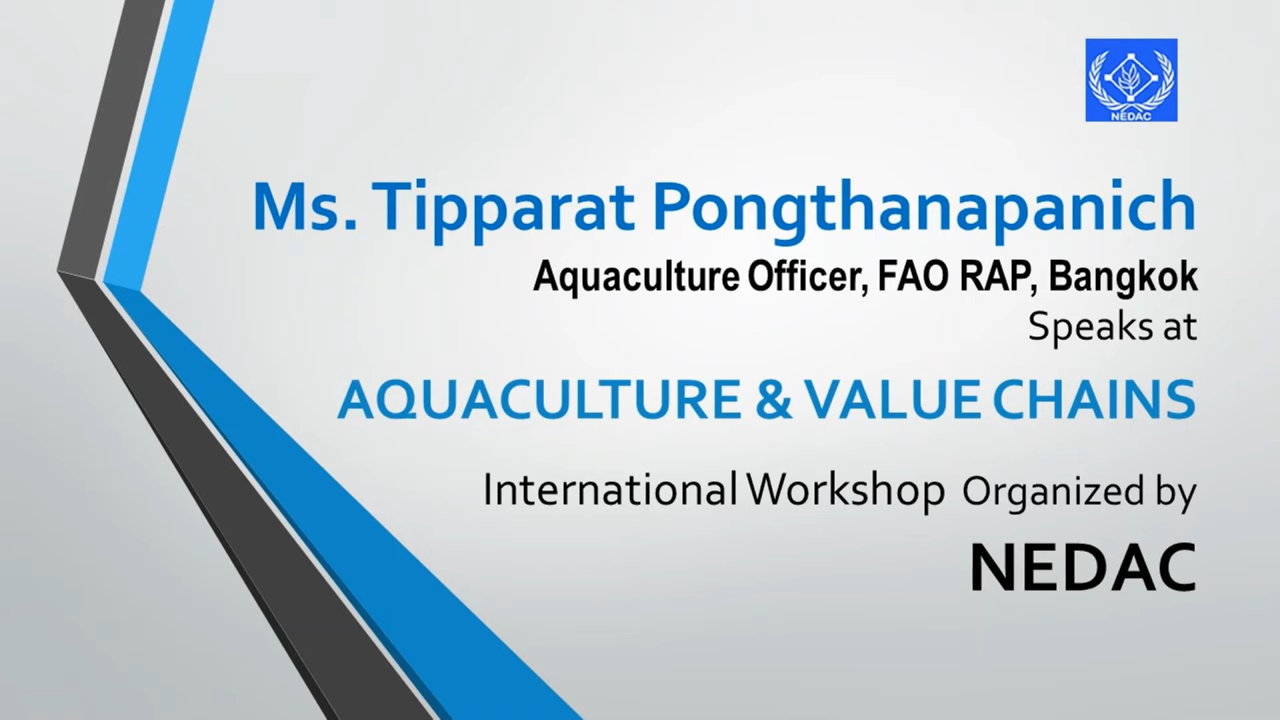 NEDAC
Ms. Tipparat Pongthanapanich
Aquaculture Officer, FAO RAP, Bangkok
Speaks at
AQUACULTURE & VALUE CHAINS
International Workshop Organized by
NEDAC